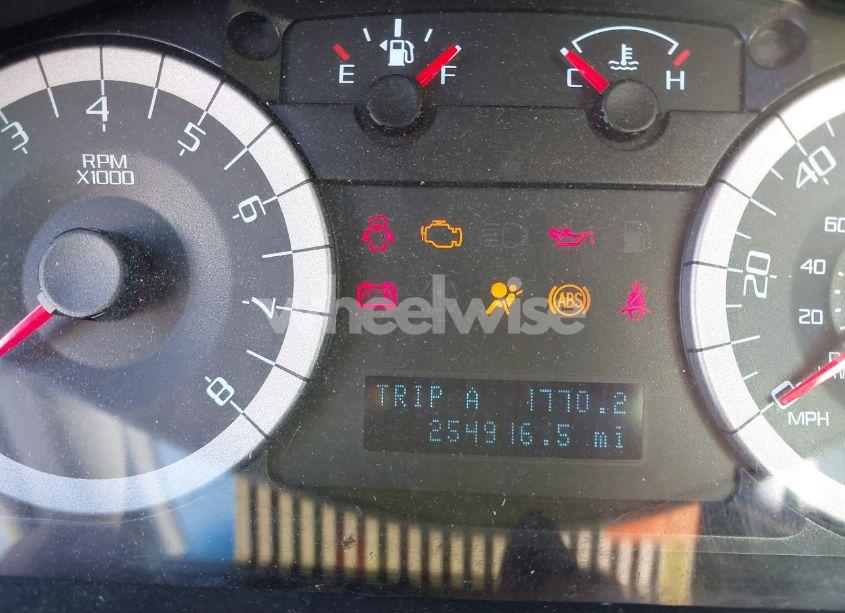 E F
C H
3 4 5 6 7 8
RPM
X1000
40
20
0
60
40
20
MPH
ABS
wheelwise
TRIP A 1770.2
254916.5 mi